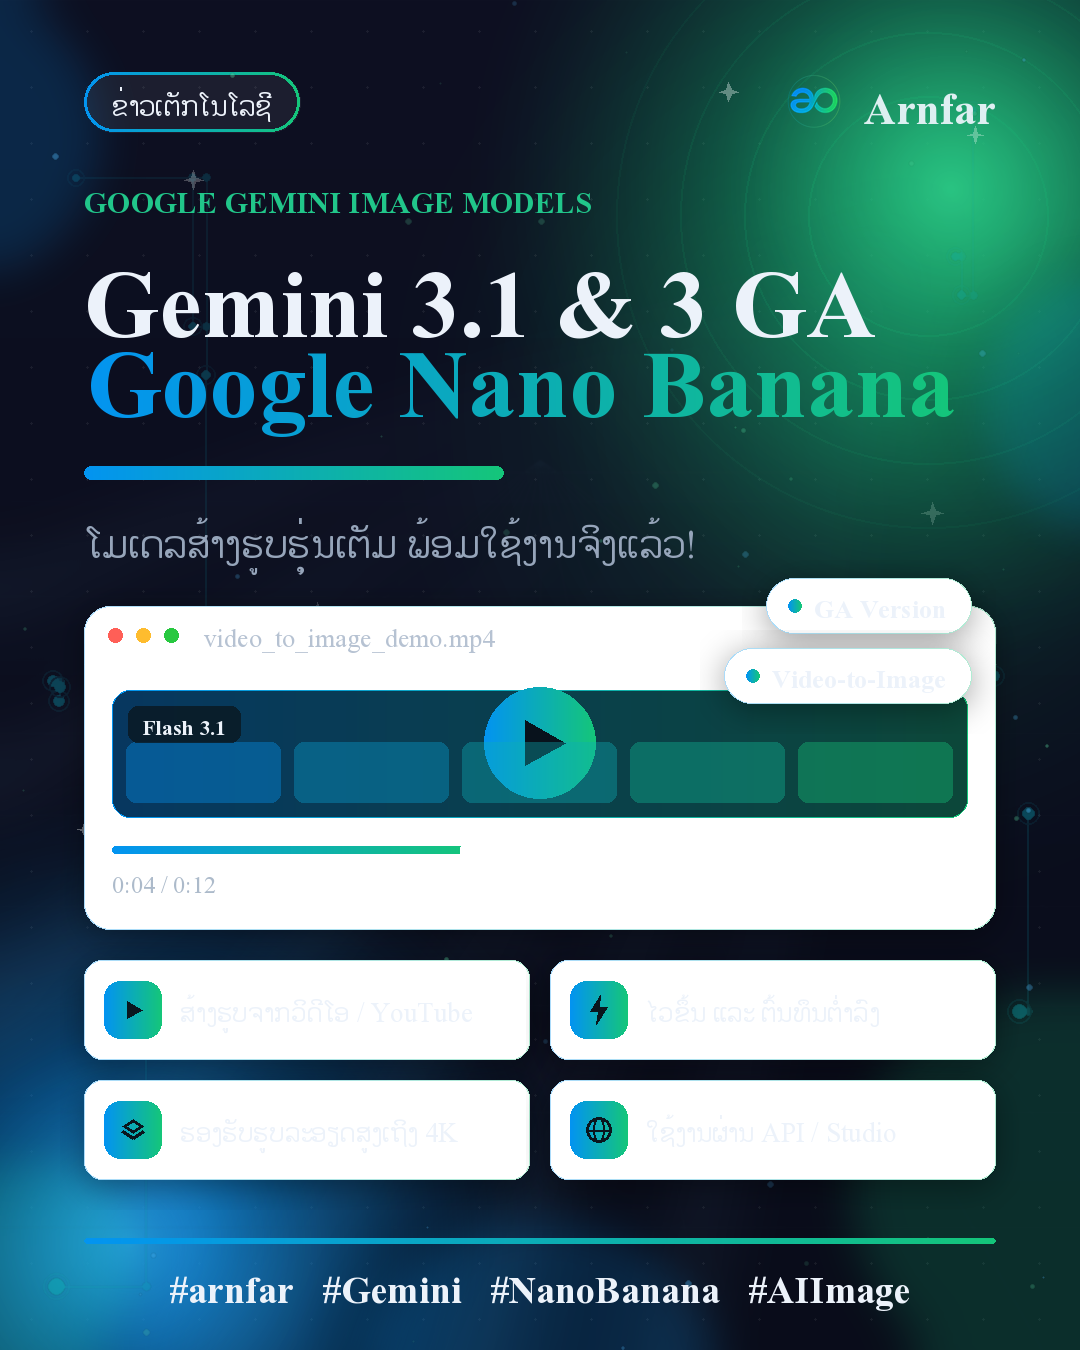 ຂ່າວເຕັກໂນໂລຊີ
Arnfar
GOOGLE GEMINI IMAGE MODELS
Gemini 3.1 & 3 GA
Google Nano Banana
ໂມເດລສ້າງຮູບຮຸ່ນເຕັມ ພ້ອມໃຊ້ງານຈິງແລ້ວ!
GA Version
video_to_image_demo.mp4
Video-to-Image
Flash 3.1
0:04 / 0:12
ສ້າງຮູບຈາກວິດີໂອ / YouTube
ໄວຂຶ້ນ ແລະ ຕົ້ນທຶນຕ່ຳລົງ
ຮອງຮັບຮູບລະອຽດສູງເຖິງ 4K
ໃຊ້ງານຜ່ານ API / Studio
#arnfar #Gemini #NanoBanana #AIImage